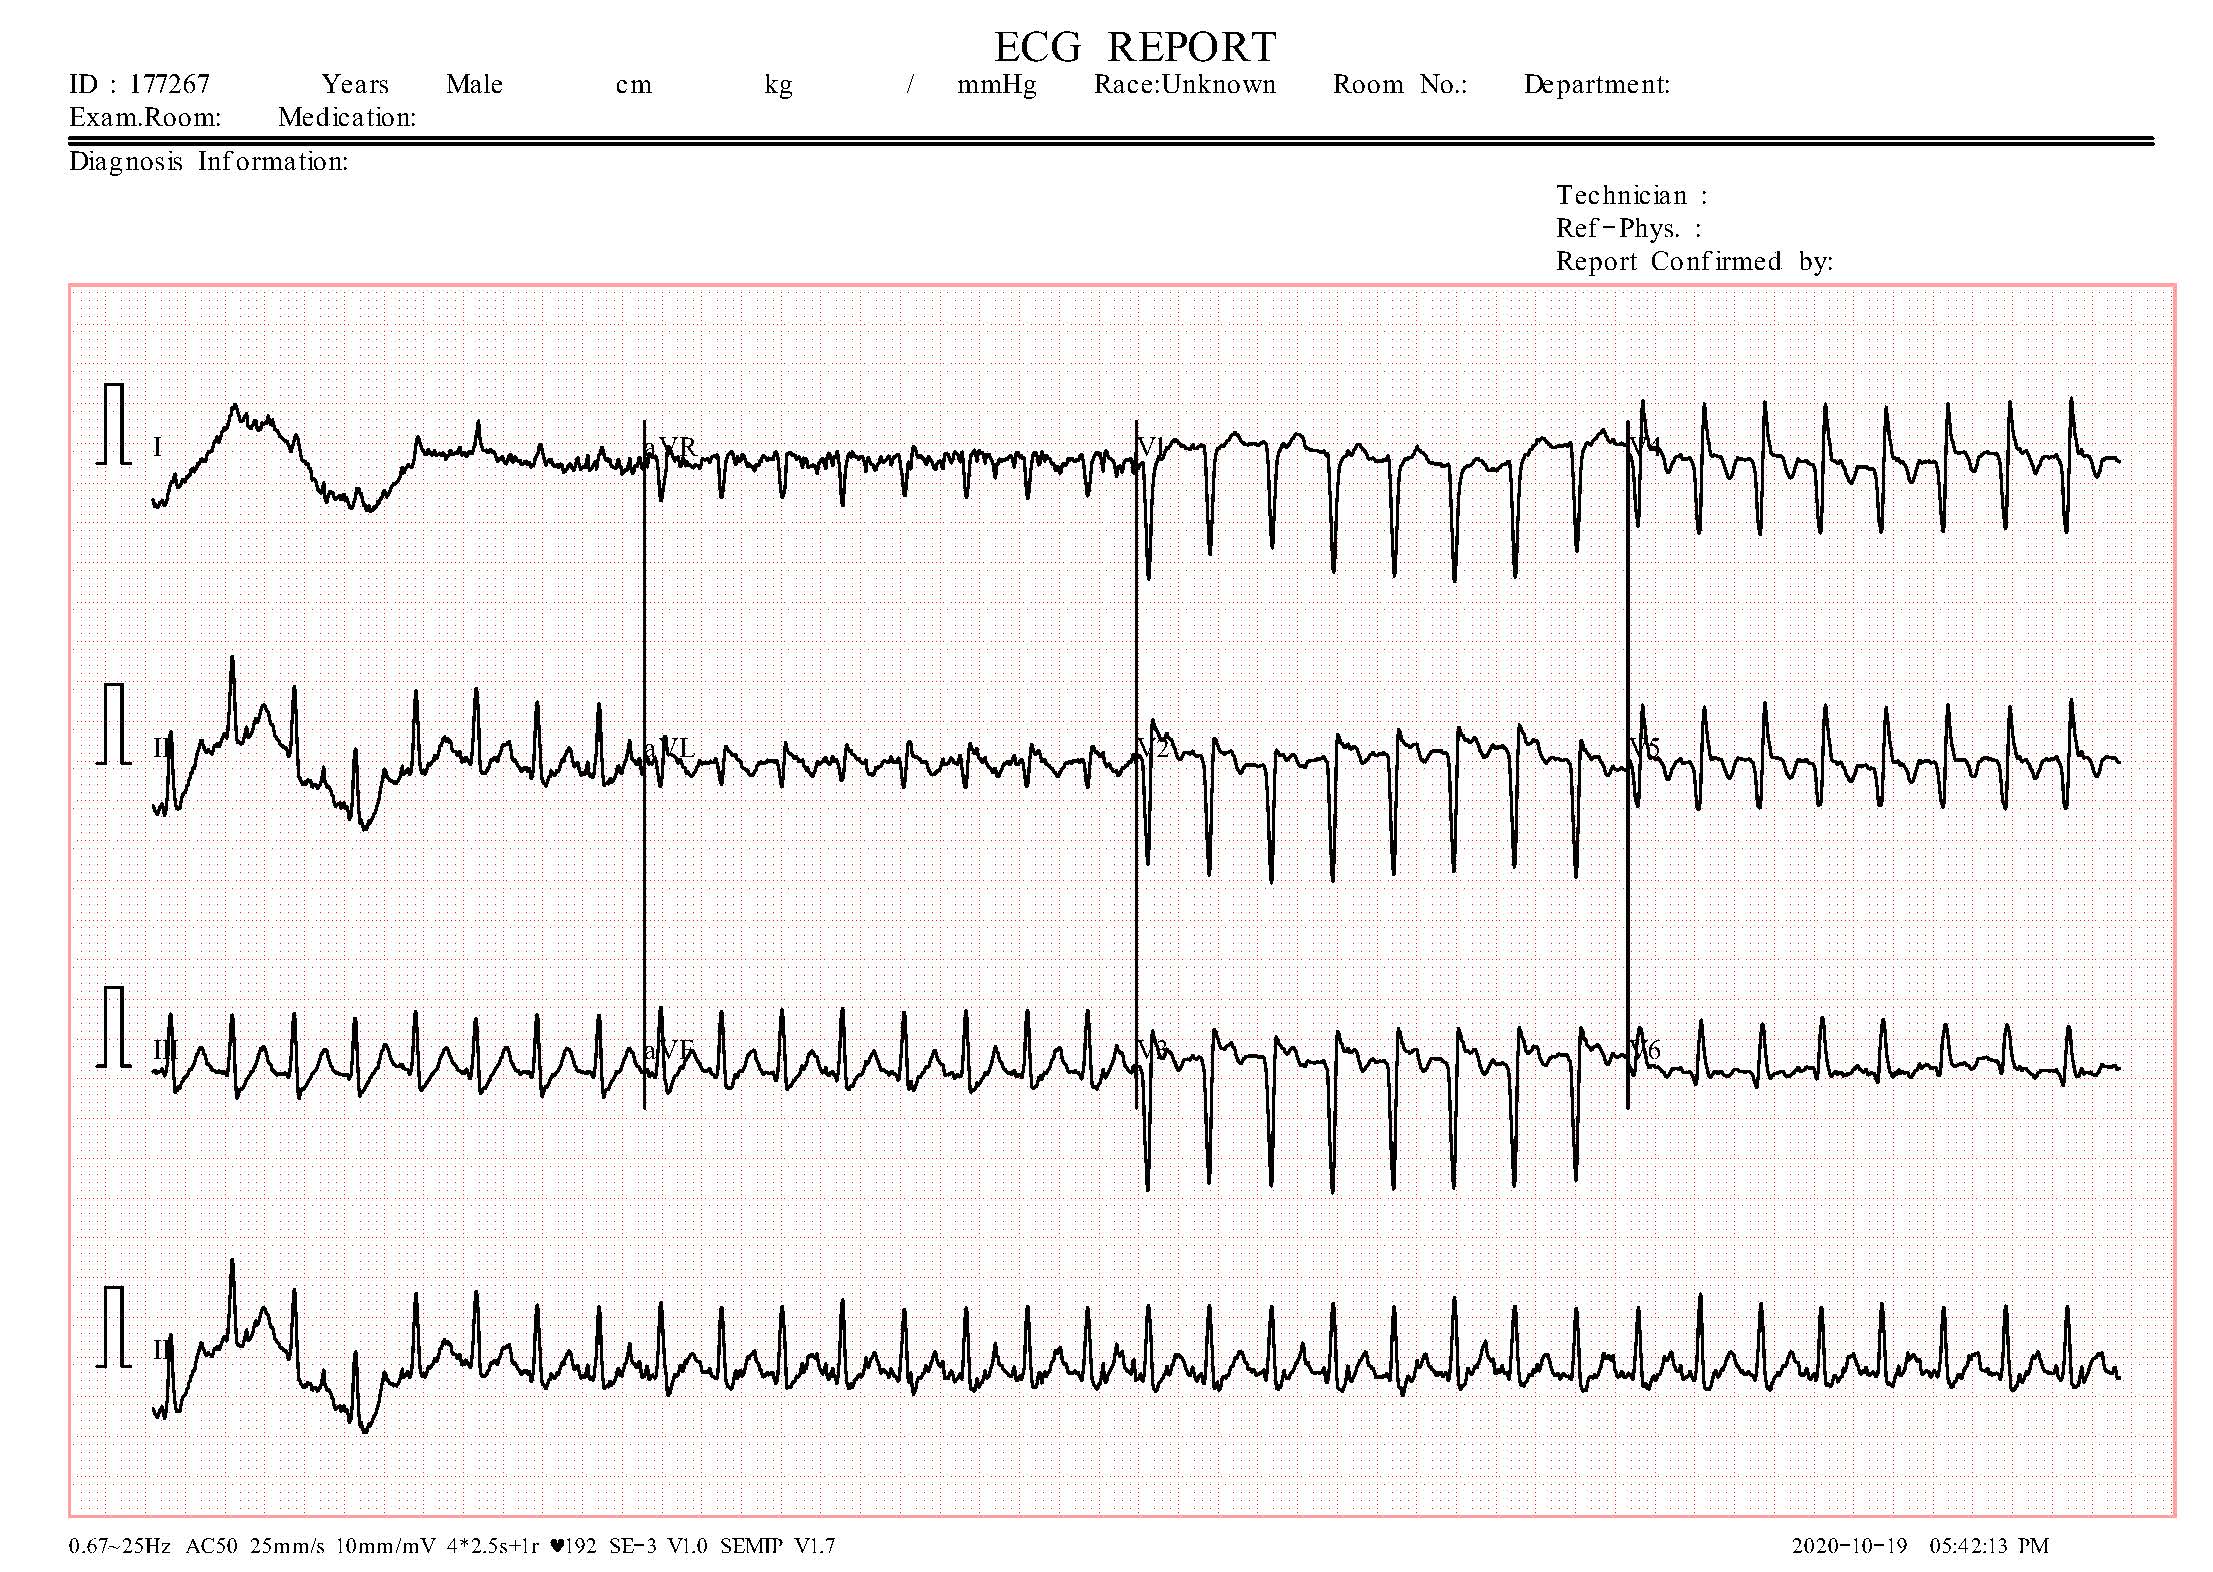 ECG REPORT
ID : 177267 Years Male cm kg / mmHg Race:Unknown Room No.: Department:
Exam.Room: Medication:
Diagnosis Information:
Technician :
Ref-Phys. :
Report Confirmed by:
I aVR V1 V4
II aVL V2 V5
III aVF V3 V6
II
0.67~25Hz AC50 25mm/s 10mm/mV 4*2.5s+1r ♥192 SE-3 V1.0 SEMIP V1.7 2020-10-19 05:42:13 PM